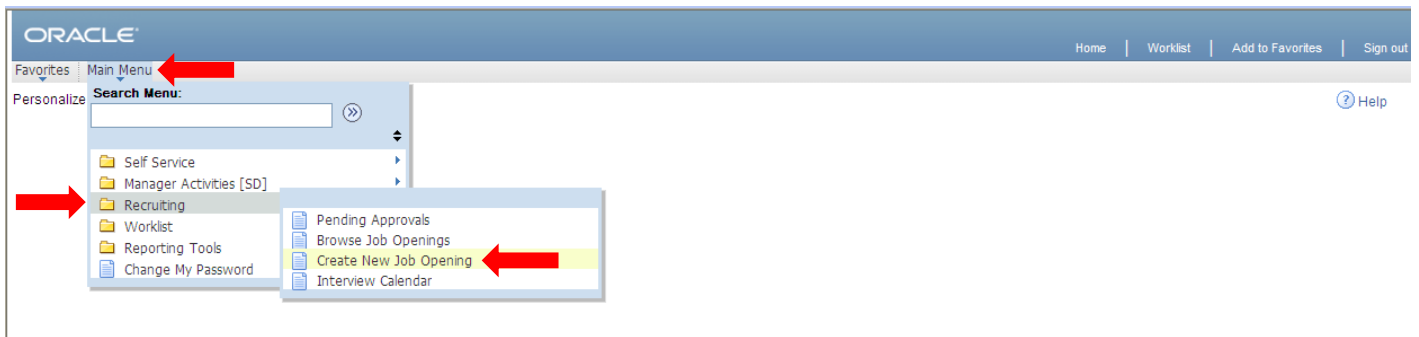 ORACLE
Home | Worklist | Add to Favorites | Sign out
Favorites Main Menu
Personalize
Search Menu:
Help
Self Service
Manager Activities [SD]
Recruiting
Worklist
Reporting Tools
Change My Password
Pending Approvals
Browse Job Openings
Create New Job Opening
Interview Calendar